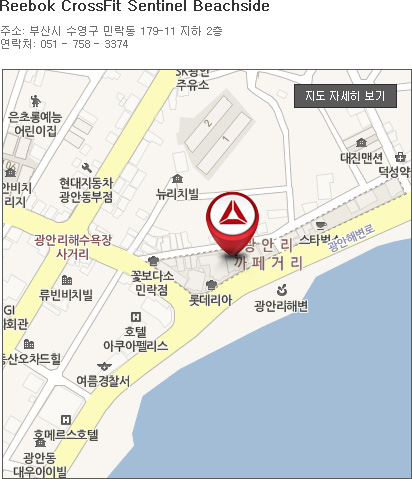 Reebok CrossFit Sentinel Beachside
주소: 부산시 수영구 민락동 179-11 지하 2층
연락처: 051 - 758 - 3374
지도 자세히 보기
SK광안
주유소
은초롱예능
어린이집
2
1
대진맨션
덕성약
현대자동차
광안동부점
뉴리치빌
안비치
리지
광안리해수욕장
사거리
광안리
까페거리
스타벅스
광안해변로
꽃보다소
민락점
롯데리아
광안리해변
류빈비치빌
GI
화회관
호텔
아쿠아펠리스
동산오차드힐
여름경찰서
호메르스호텔
광안동
대우아이빌